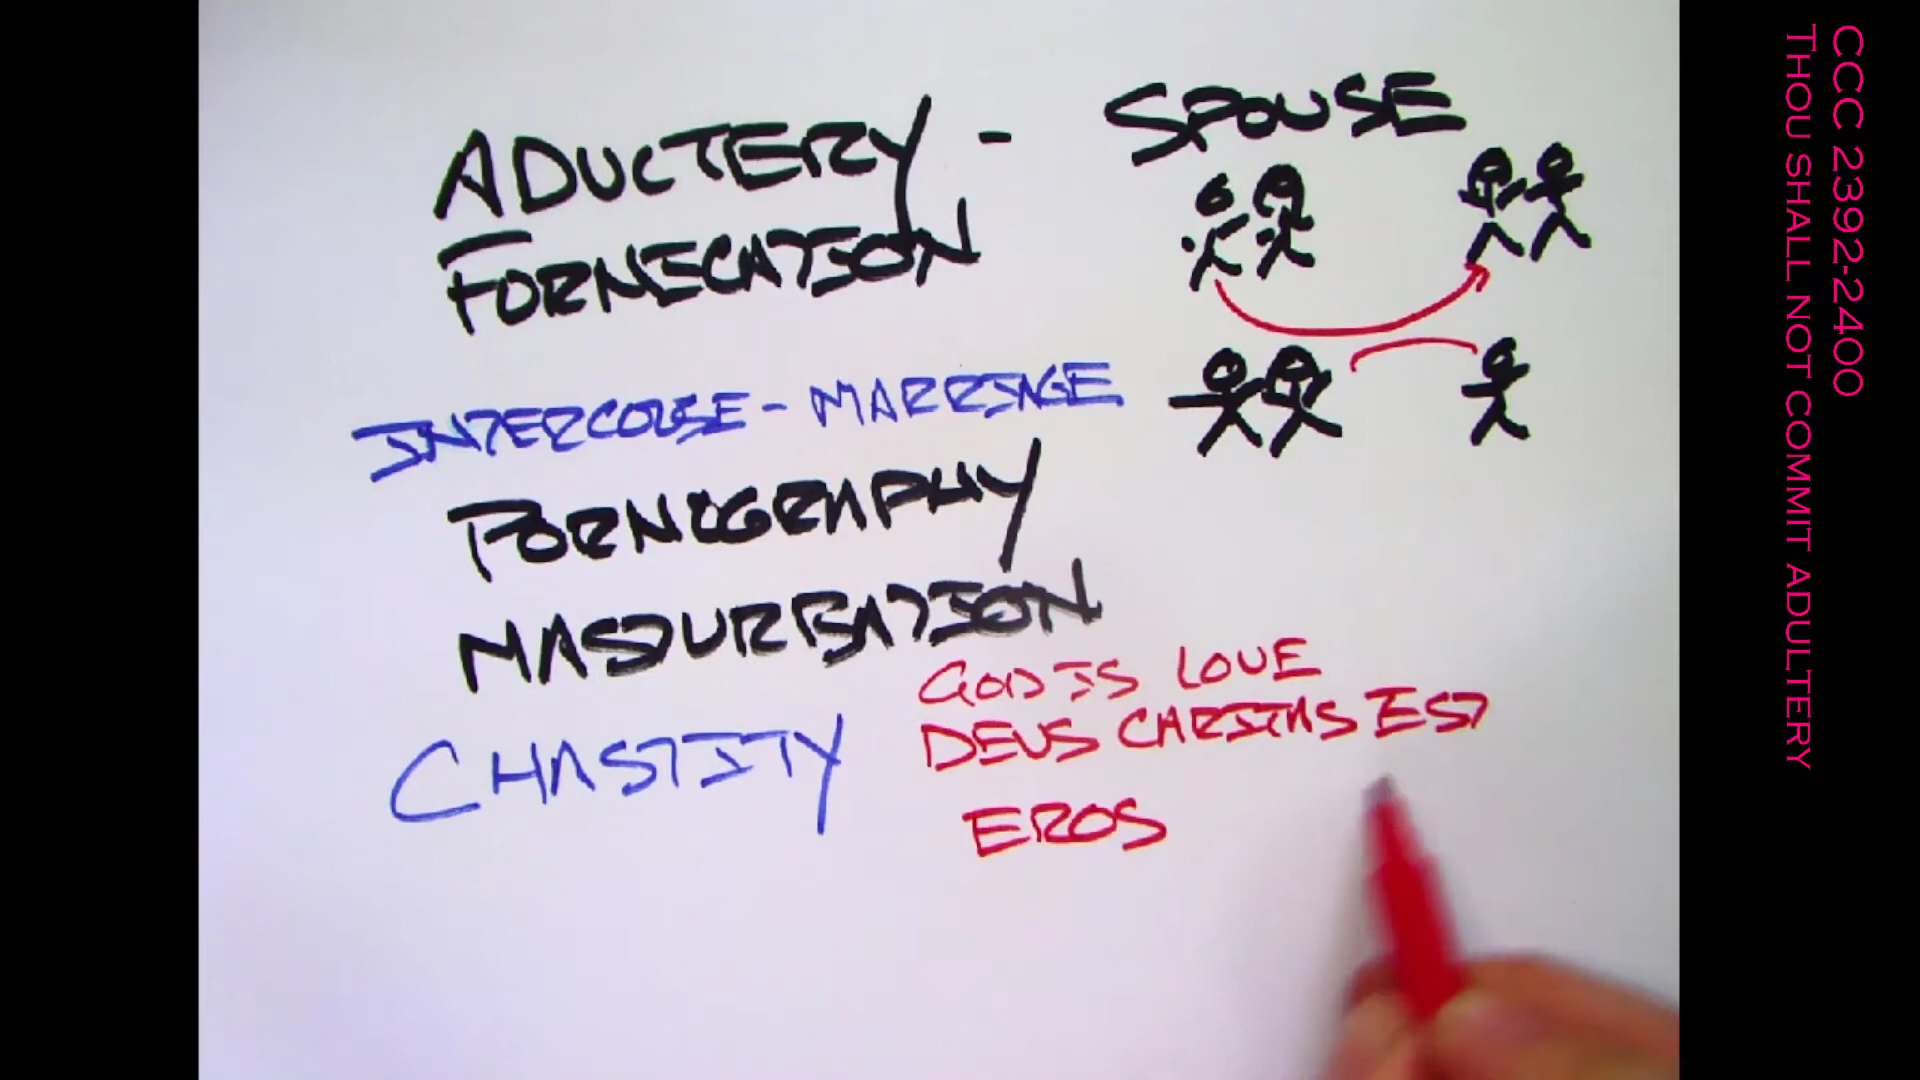 ADULTERY - SPOUSE
FORNICATION
INTERCOUSE - MARRIAGE
PORNOGRAPHY
MASTURBATION
GOD IS LOVE
DEUS CARITAS EST
CHASTITY
EROS
CCC 2392-2400
THOU SHALL NOT COMMIT ADULTERY